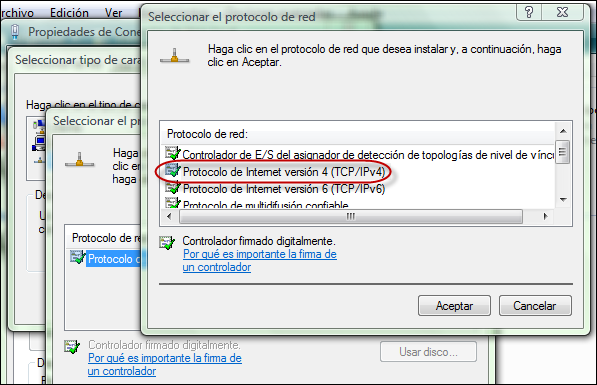 rchivo Edición Ver
Propiedades de Cone
Seleccionar tipo de cara
Haga clic en el tipo de c
De
U
c
D
Seleccionar el pr
Haga
clic en
haga
Protocolo de re
Protocolo
Controlador firmado digitalmente.
Por qué es importante la firma de
un controlador
Usar disco...
Seleccionar el protocolo de red
Haga clic en el protocolo de red que desea instalar y, a continuación, haga
clic en Aceptar.
Protocolo de red:
Controlador de E/S del asignador de detección de topologías de nivel de vínc
Protocolo de Internet versión 4 (TCP/IPv4)
Protocolo de Internet versión 6 (TCP/IPv6)
Protocolo de multidifusión confiable
Controlador firmado digitalmente.
Por qué es importante la firma de
un controlador
Aceptar Cancelar